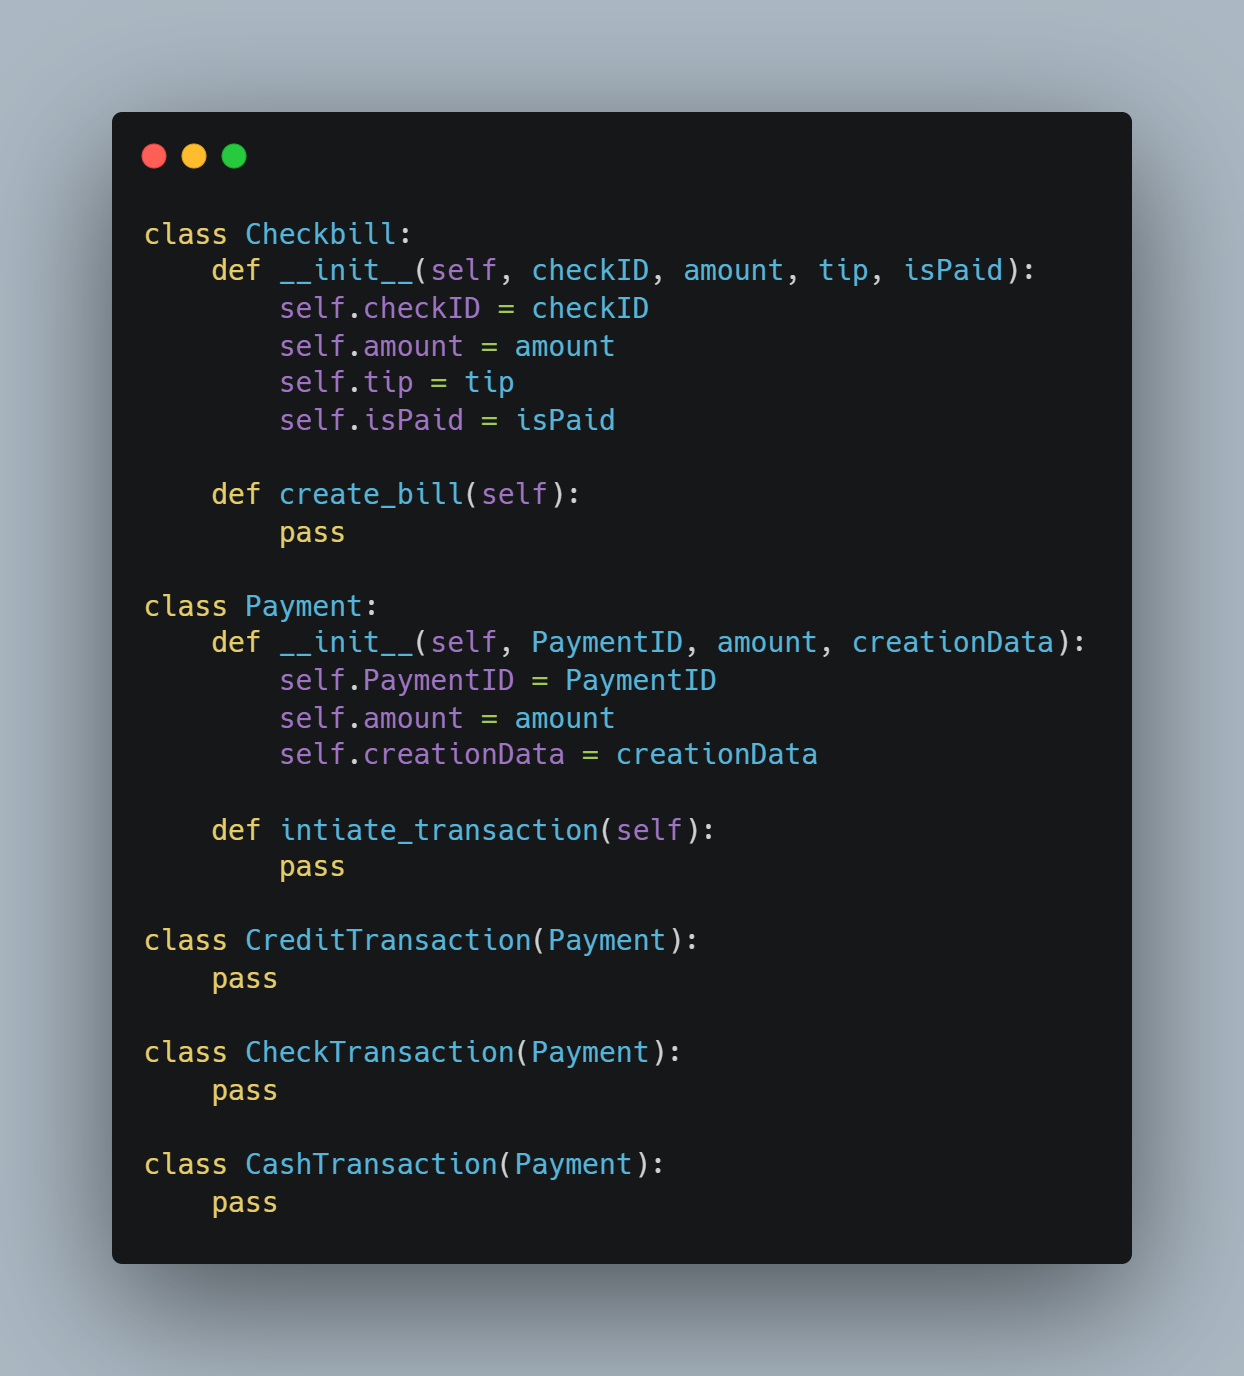 class Checkbill:
    def __init__(self, checkID, amount, tip, isPaid):
        self.checkID = checkID
        self.amount = amount
        self.tip = tip
        self.isPaid = isPaid

    def create_bill(self):
        pass

class Payment:
    def __init__(self, PaymentID, amount, creationData):
        self.PaymentID = PaymentID
        self.amount = amount
        self.creationData = creationData

    def intiate_transaction(self):
        pass

class CreditTransaction(Payment):
    pass

class CheckTransaction(Payment):
    pass

class CashTransaction(Payment):
    pass